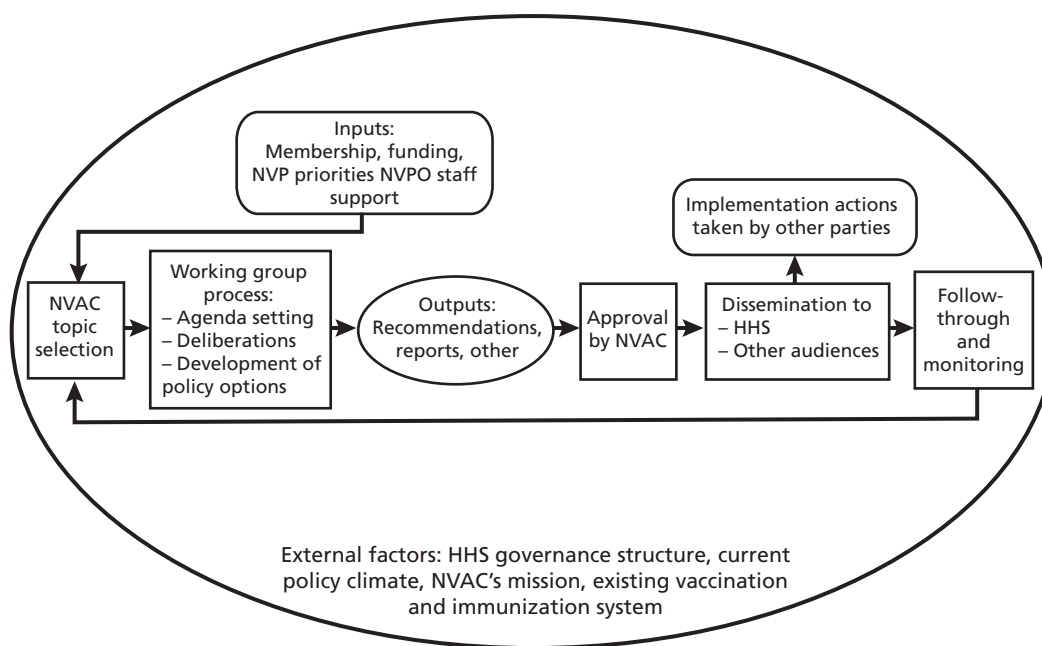 Inputs:
Membership, funding,
NVP priorities NVPO staff
support
Implementation actions
taken by other parties
NVAC
topic
selection
Working group
process:
– Agenda setting
– Deliberations
– Development of
policy options
Outputs:
Recommendations,
reports, other
Approval
by NVAC
Dissemination to
– HHS
– Other audiences
Follow-
through
and
monitoring
External factors: HHS governance structure, current
policy climate, NVAC’s mission, existing vaccination
and immunization system